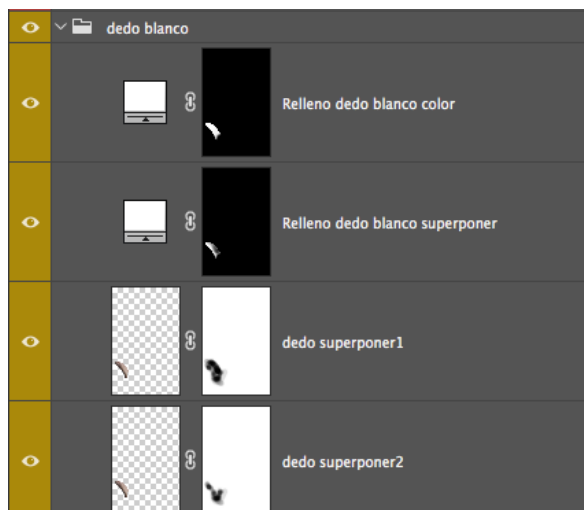 dedo blanco
Relleno dedo blanco color
Relleno dedo blanco superponer
dedo superponer1
dedo superponer2